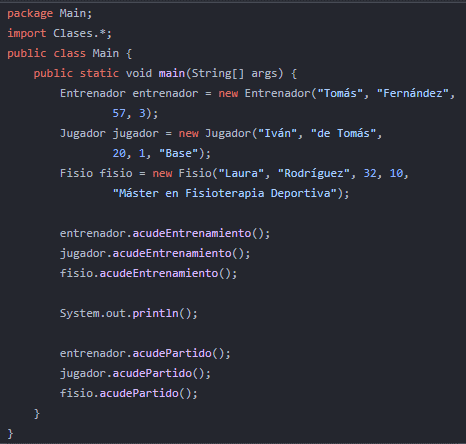 package Main;
import Clases.*;
public class Main {
    public static void main(String[] args) {
        Entrenador entrenador = new Entrenador("Tomás", "Fernández",
                57, 3);
        Jugador jugador = new Jugador("Iván", "de Tomás",
                20, 1, "Base");
        Fisio fisio = new Fisio("Laura", "Rodríguez", 32, 10,
                "Máster en Fisioterapia Deportiva");

        entrenador.acudeEntrenamiento();
        jugador.acudeEntrenamiento();
        fisio.acudeEntrenamiento();

        System.out.println();

        entrenador.acudePartido();
        jugador.acudePartido();
        fisio.acudePartido();
    }
}